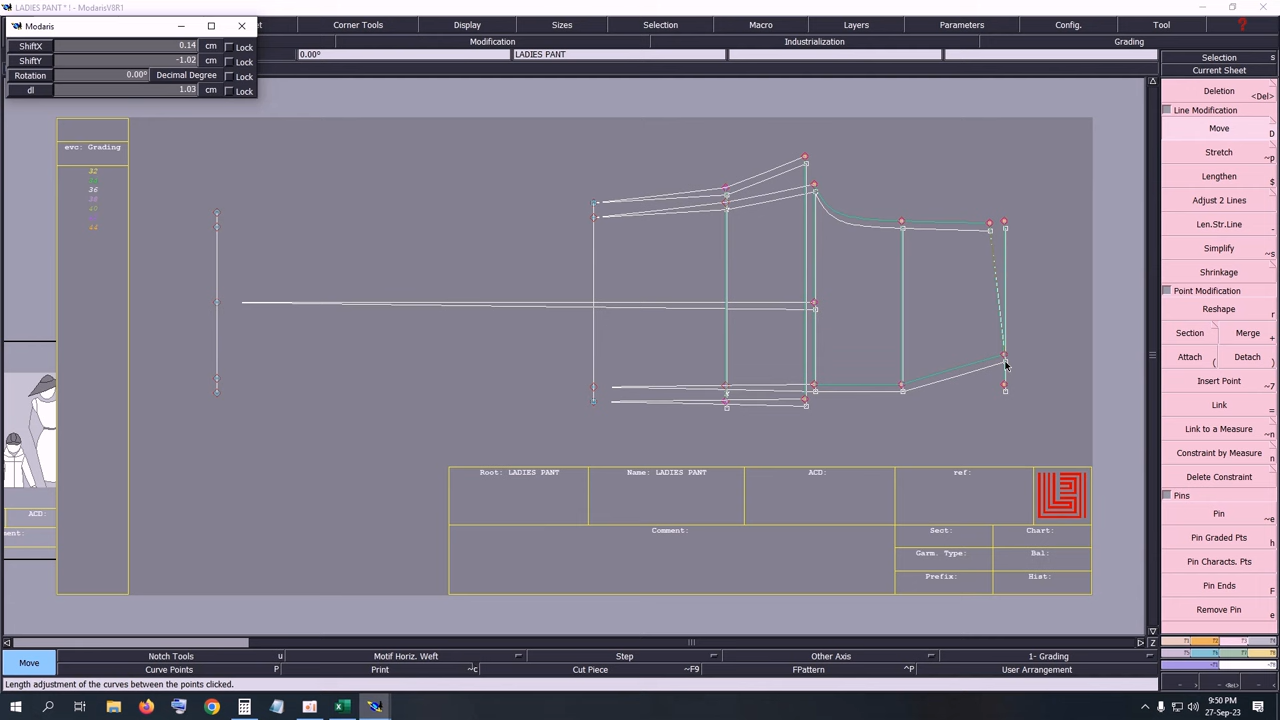 LADIES PANT * ! - ModarisV8R1
Modaris
Corner Tools
Display
Sizes
Selection
Macro
Layers
Parameters
Config.
Tool
?
Modification
Industrialization
Grading
0.00º
LADIES PANT
ShiftX 0.14 cm Lock
ShiftY -1.02 cm Lock
Rotation 0.00º Decimal Degree Lock
dl 1.03 cm Lock
evc: Grading
32
36
38
40
44
ACD:
ment:
Root: LADIES PANT
Name: LADIES PANT
ACD:
ref:
Comment:
Sect:
Chart:
Garm. Type:
Bal:
Prefix:
Hist:
Selection s
Current Sheet
Deletion <Del>
Line Modification
Move D
Stretch ~p
Lengthen $
Adjust 2 Lines
Len.Str.Line -
Simplify ~s
Shrinkage
Point Modification
Reshape r
Section
Merge +
Attach (
Detach (
Insert Point ~7
Link =
Link to a Measure ~n
Constraint by Measure
Delete Constraint
Pins
Pin ~e
Pin Graded Pts h
Pin Characts. Pts
Pin Ends F
Remove Pin
Z
Move
Notch Tools u
Motif Horiz. Weft
Step
Other Axis
1- Grading
Curve Points P
Print ~c
Cut Piece ~F9
FPattern ^P
User Arrangement
Length adjustment of the curves between the points clicked.
9:50 PM
27-Sep-23